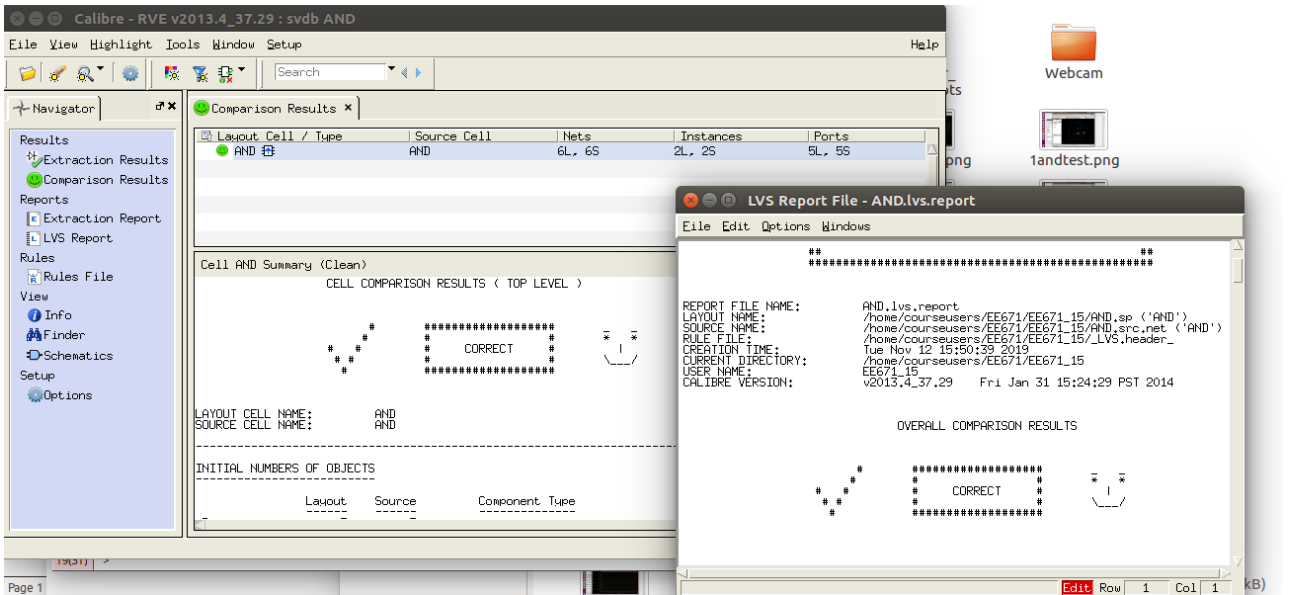 Calibre - RVE v2013.4_37.29 : svdb AND
File View Highlight Tools Window Setup Help
Search
Navigator
Results
Extraction Results
Comparison Results
Reports
Extraction Report
LVS Report
Rules
Rules File
View
Info
Finder
Schematics
Setup
Options
Comparison Results ×
Layout Cell / Type Source Cell Nets Instances Ports
AND AND 6L, 6S 2L, 2S 5L, 5S
Cell AND Summary (Clean)
CELL COMPARISON RESULTS ( TOP LEVEL )
CORRECT
LAYOUT CELL NAME: AND
SOURCE CELL NAME: AND
INITIAL NUMBERS OF OBJECTS
Layout Source Component Type
Webcam
png
1andtest.png
LVS Report File - AND.lvs.report
File Edit Options Windows
REPORT FILE NAME: AND.lvs.report
LAYOUT NAME: /home/courseusers/EE671/EE671_15/AND.sp ('AND')
SOURCE NAME: /home/courseusers/EE671/EE671_15/AND.src.net ('AND')
RULE FILE: /home/courseusers/EE671/EE671_15/_LVS.header_
CREATION TIME: Tue Nov 12 15:50:39 2019
CURRENT DIRECTORY: /home/courseusers/EE671/EE671_15
USER NAME: EE671_15
CALIBRE VERSION: v2013.4_37.29 Fri Jan 31 15:24:29 PST 2014
OVERALL COMPARISON RESULTS
CORRECT
Edit Row 1 Col 1
19(31) >
Page 1
kB)